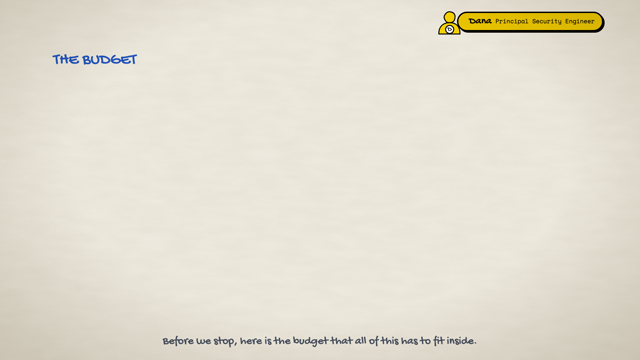 Dana Principal Security Engineer
THE BUDGET
Before we stop, here is the budget that all of this has to fit inside.